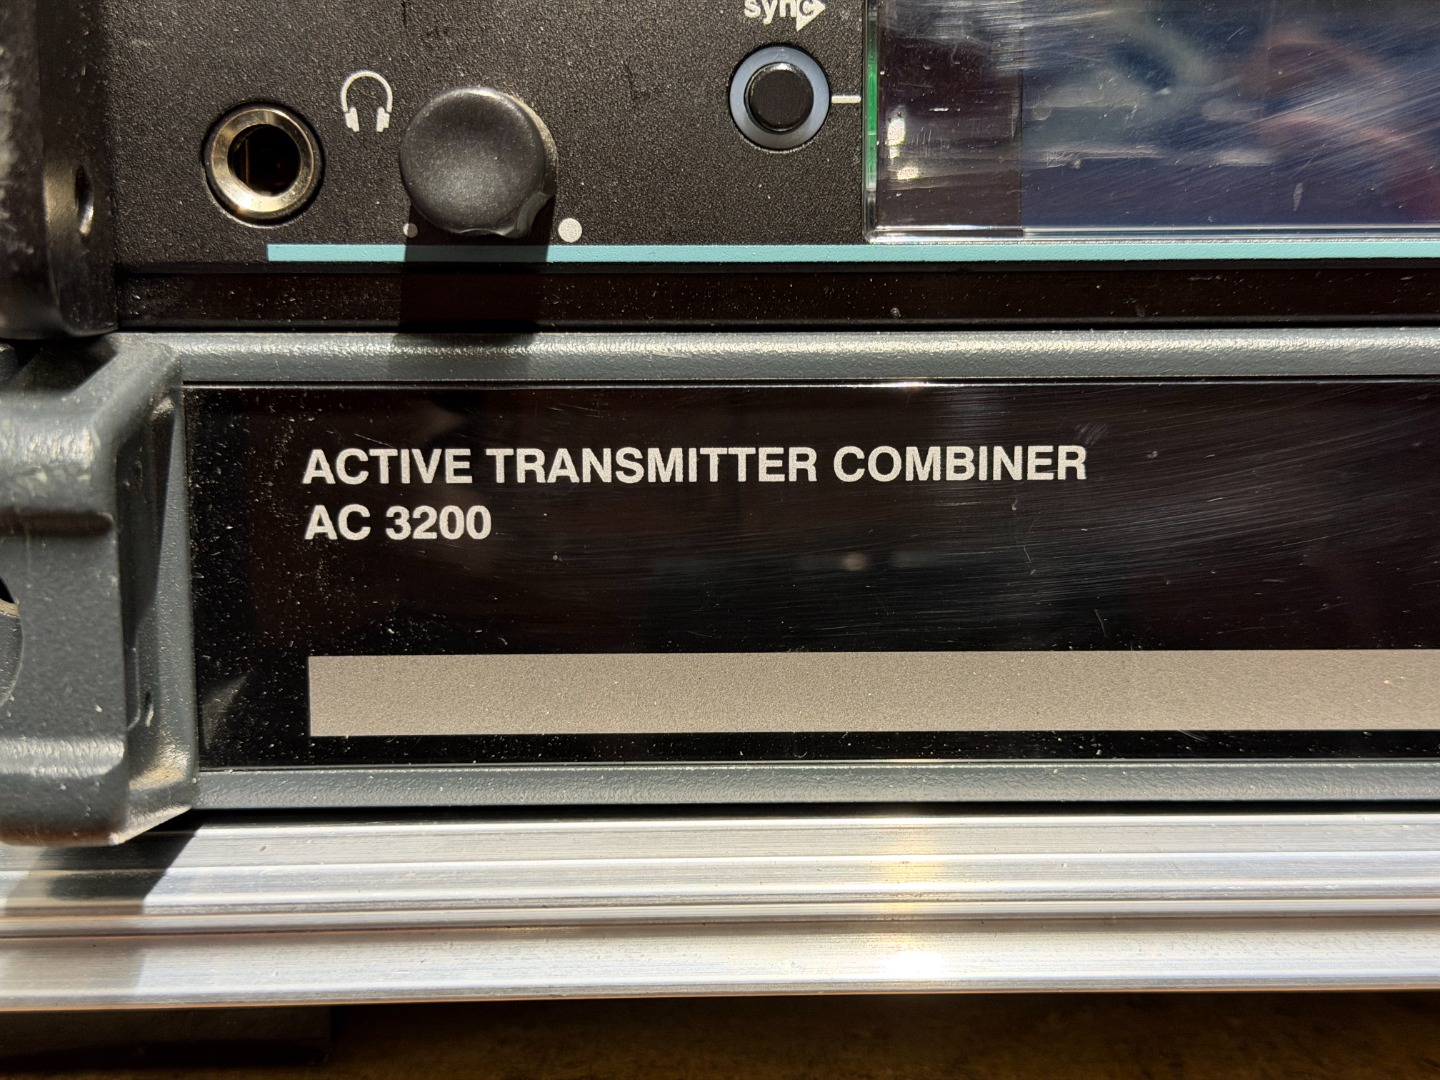 sync
ACTIVE TRANSMITTER COMBINER
AC 3200